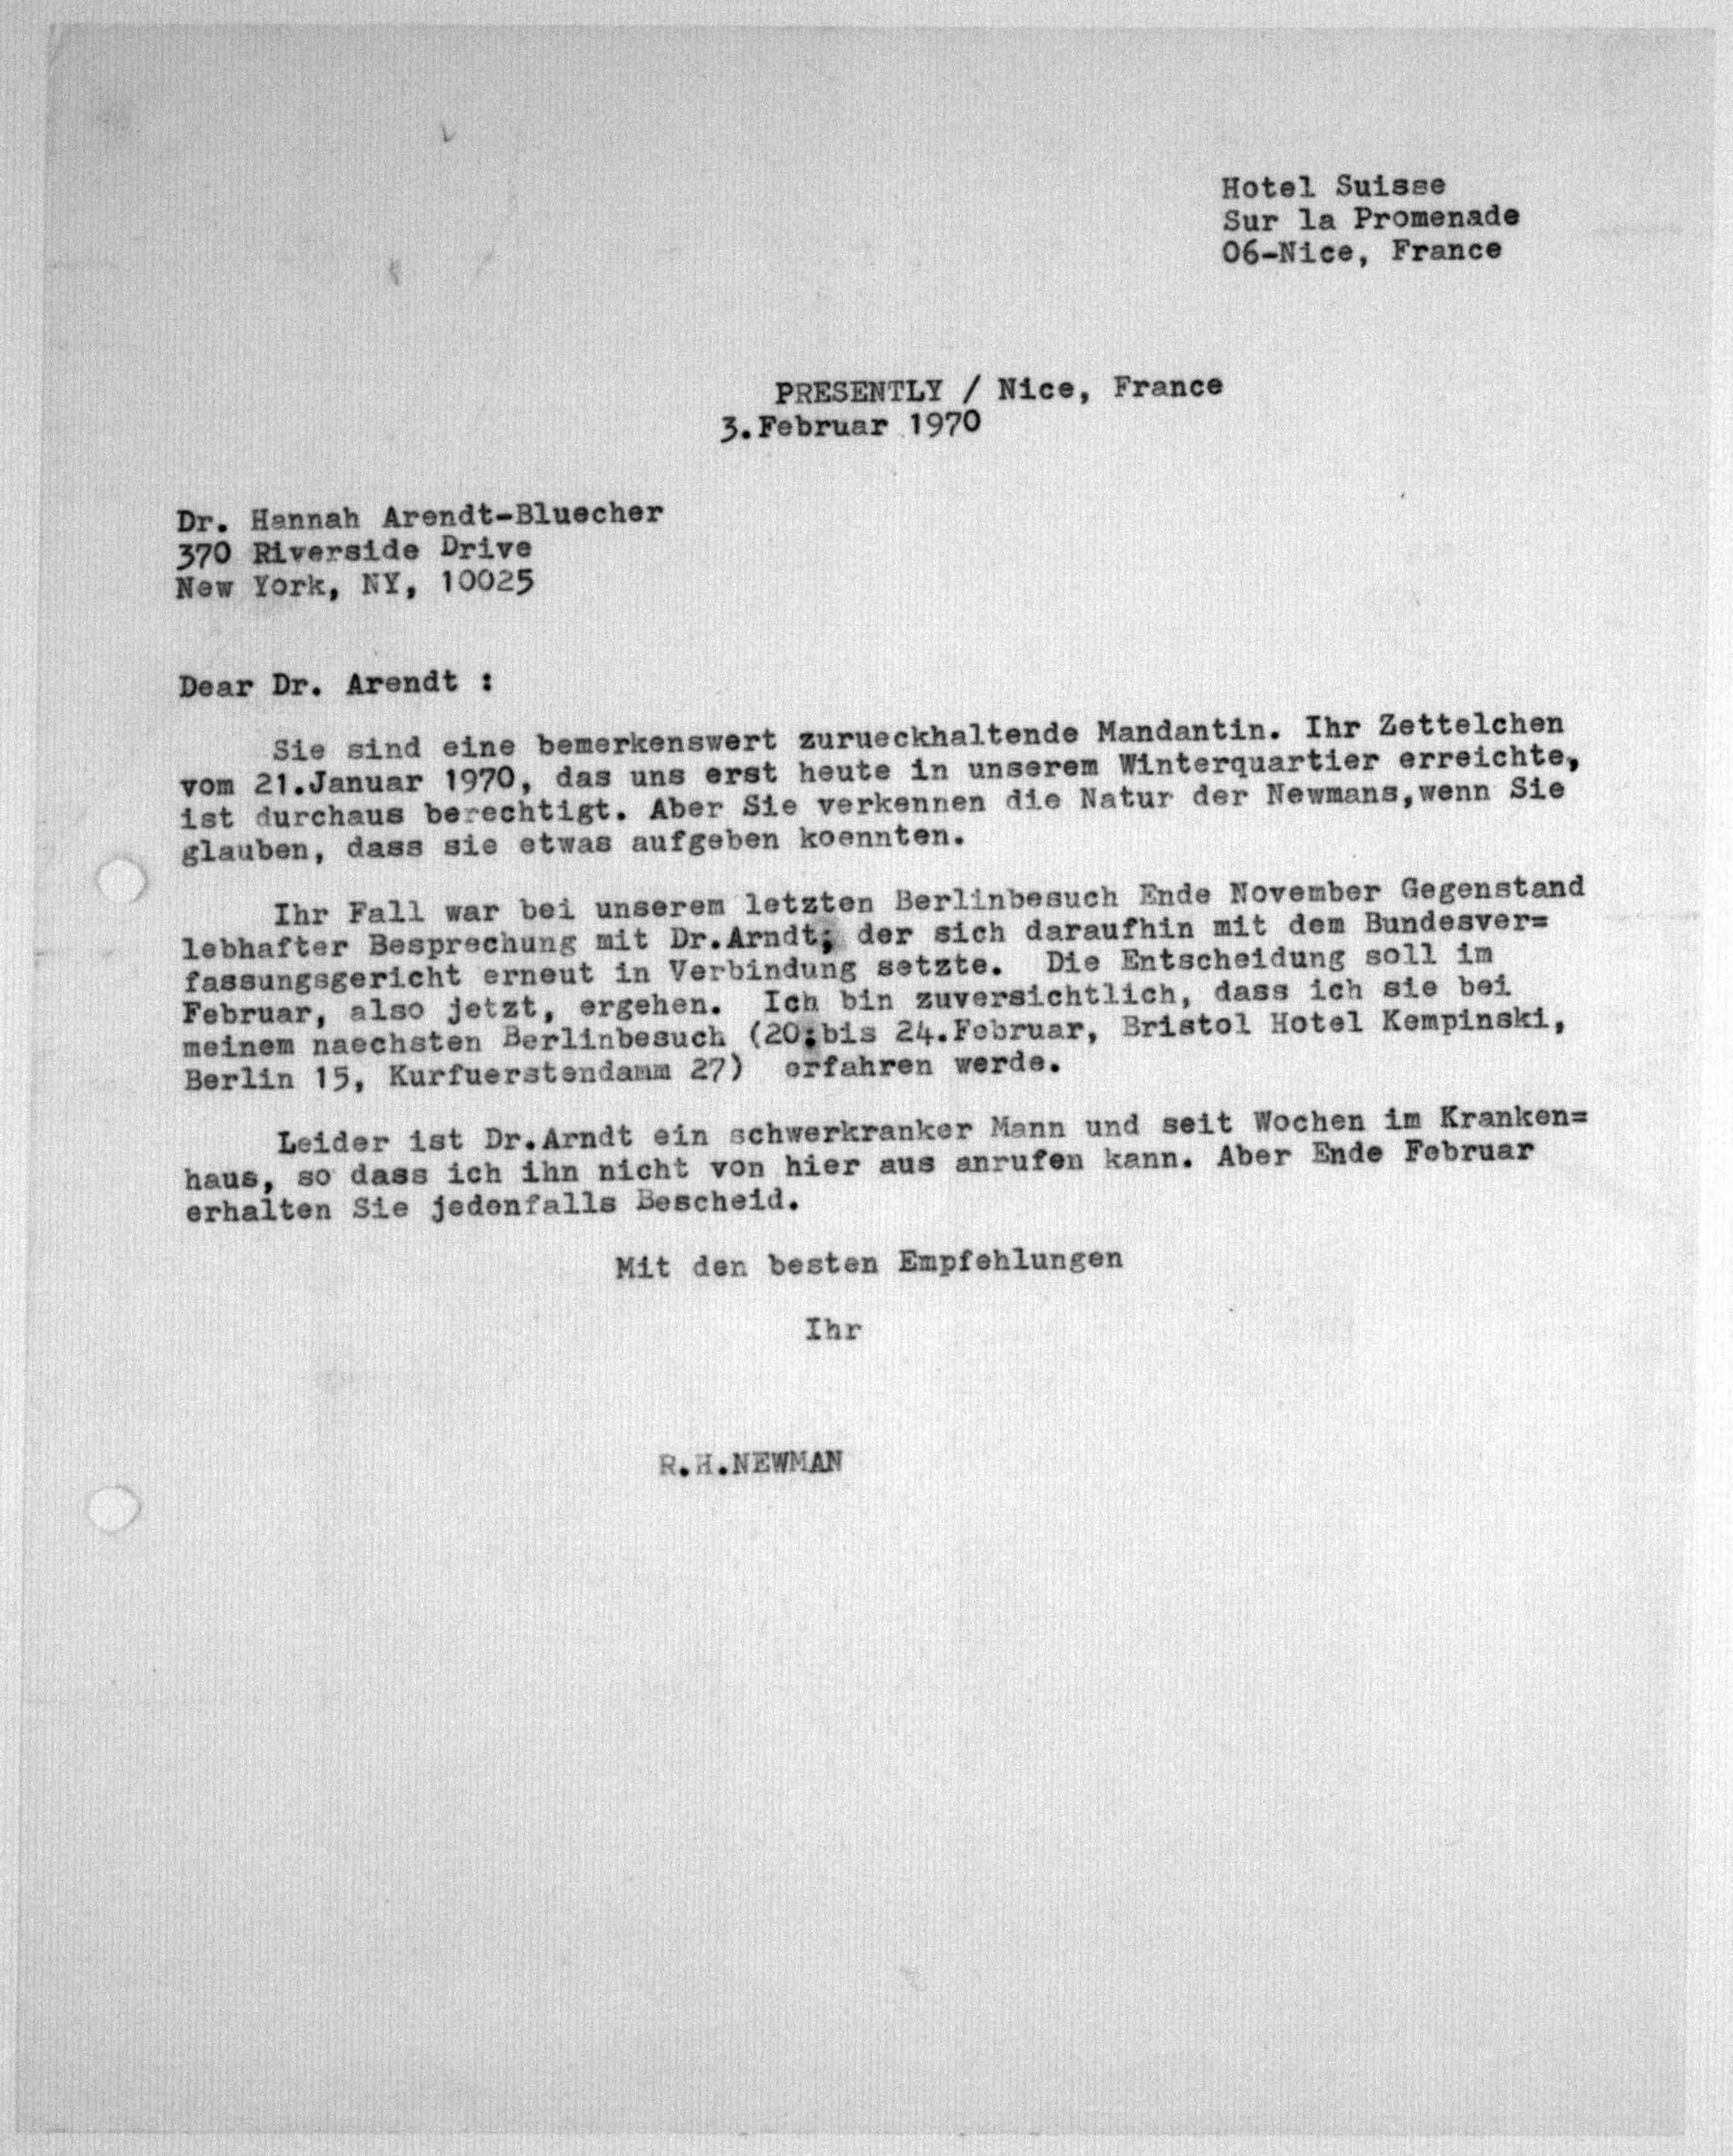 Hotel Suisse
Sur la Promenade
06-Nice, France
PRESENTLY / Nice, France
3.Februar 1970
Dr. Hannah Arendt-Bluecher
370 Riverside Drive
New York, NY, 10025
Dear Dr. Arendt :
Sie sind eine bemerkenswert zurueckhaltende Mandantin. Ihr Zettelchen
vom 21.Januar 1970, das uns erst heute in unserem Winterquartier erreichte,
ist durchaus berechtigt. Aber Sie verkennen die Natur der Newmans,wenn Sie
glauben, dass sie etwas aufgeben koennten.
Ihr Fall war bei unserem letzten Berlinbesuch Ende November Gegenstand
lebhafter Besprechung mit Dr.Arndt, der sich daraufhin mit dem Bundesver=
fassungsgericht erneut in Verbindung setzte. Die Entscheidung soll im
Februar, also jetzt, ergehen. Ich bin zuversichtlich, dass ich sie bei
meinem naechsten Berlinbesuch (20.bis 24.Februar, Bristol Hotel Kempinski,
Berlin 15, Kurfuerstendamm 27) erfahren werde.
Leider ist Dr.Arndt ein schwerkranker Mann und seit Wochen im Kranken=
haus, so dass ich ihn nicht von hier aus anrufen kann. Aber Ende Februar
erhalten Sie jedenfalls Bescheid.
Mit den besten Empfehlungen
Ihr
R.H.NEWMAN